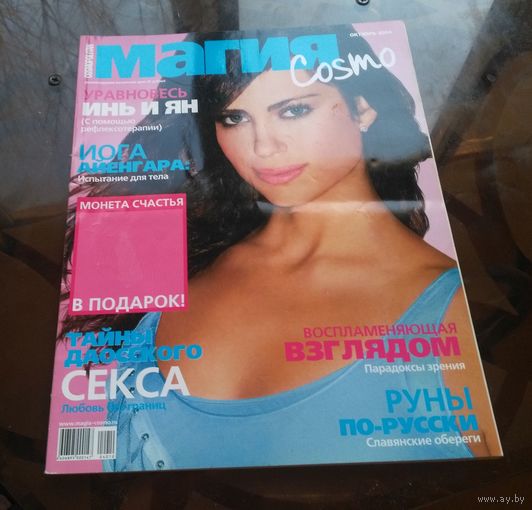 COSMOPOLITAN
ОКТЯБРЬ 2004
МАГИЯ
Cosmo
УРАВНОВЕСЬ
ИНЬ И ЯН
(С помощью
рефлексотерапии)
ЙОГА
АЙЕНГАРА:
Испытание для тела
МОНЕТА СЧАСТЬЯ
В ПОДАРОК!
ТАЙНЫ
ДАОССКОГО
СЕКСА
Любовь без границ
ВОСПЛАМЕНЯЮЩАЯ
ВЗГЛЯДОМ
Парадоксы зрения
РУНЫ
ПО-РУССКИ
Славянские обереги
www.magia-cosmo.ru
www.ay.by